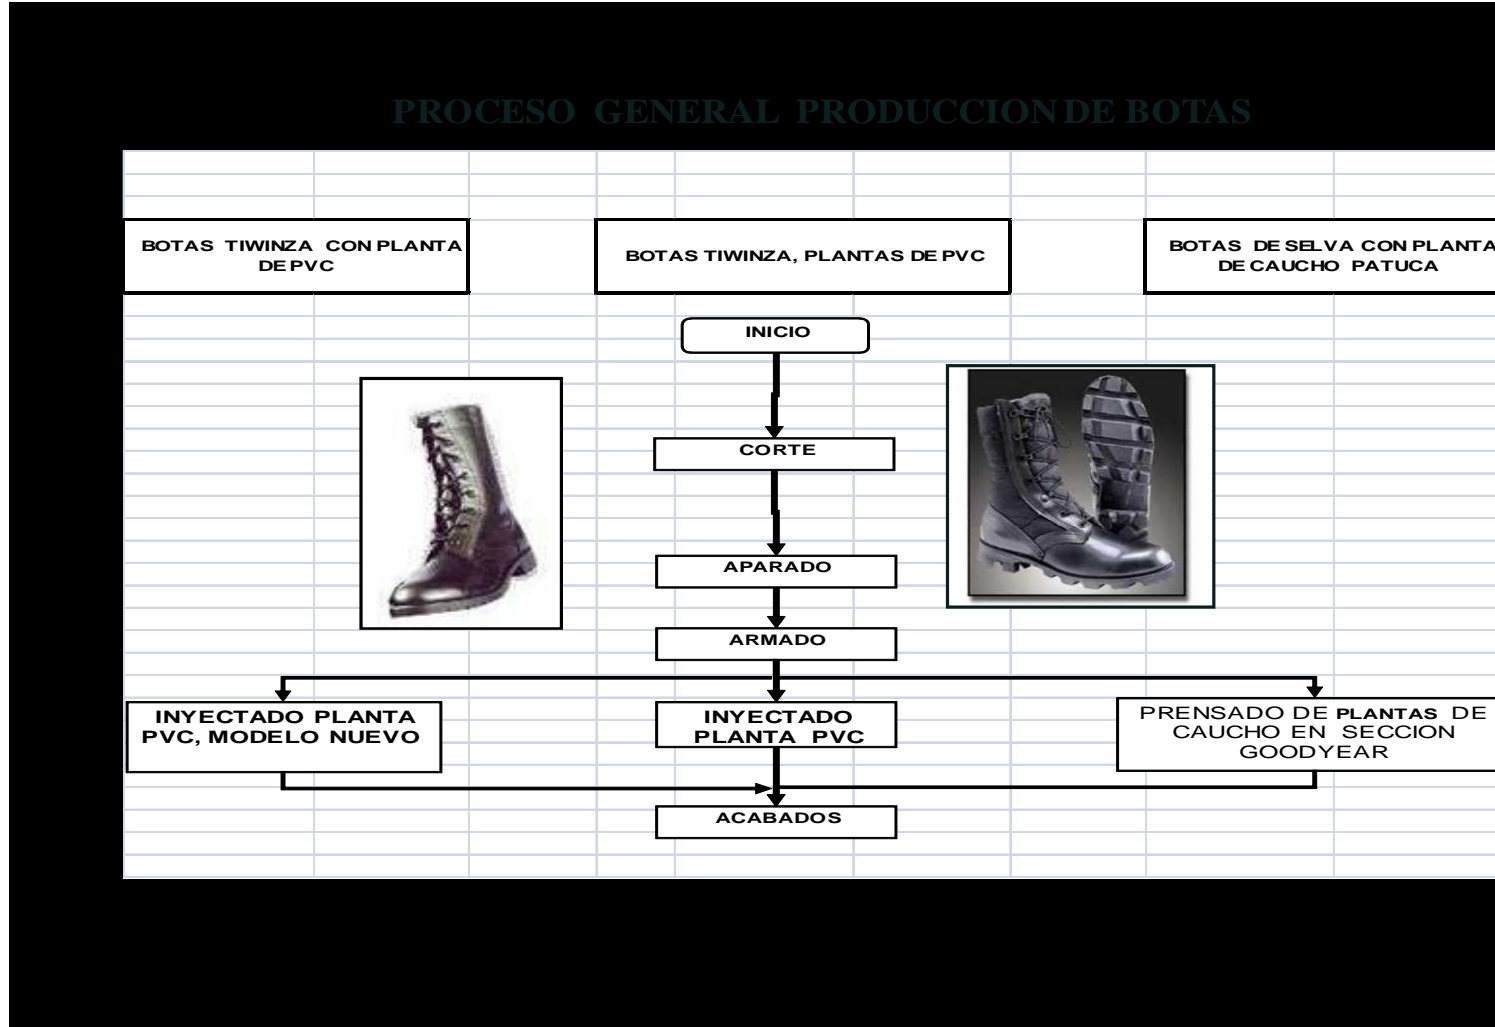 PROCESO GENERAL PRODUCCION DE BOTAS
BOTAS TIWINZA CON PLANTA
DE PVC
BOTAS TIWINZA, PLANTAS DE PVC
BOTAS DE SELVA CON PLANTA
DE CAUCHO PATUCA
INICIO
CORTE
APARADO
ARMADO
INYECTADO PLANTA
PVC, MODELO NUEVO
INYECTADO
PLANTA PVC
PRENSADO DE PLANTAS DE
CAUCHO EN SECCION
GOODYEAR
ACABADOS